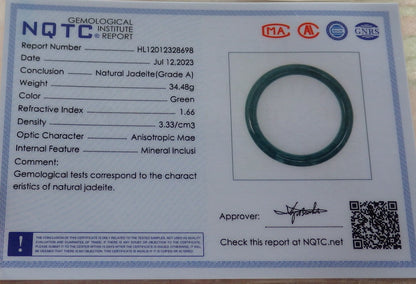 NQTC GEMOLOGICAL INSTITUTE REPORT
MA AL GNRS
Report Number HL12012328698
Date Jul 12.2023
Conclusion Natural Jadeite(Grade A)
Weight 34.48g
Color Green
Refractive Index 1.66
Density 3.33/cm3
Optic Character Anisotropic Mae
Internal Feature Mineral Inclusi
Comment:
Gemological tests correspond to the charact
eristics of natural jadeite.
Approver:
Check this report at NQTC.net